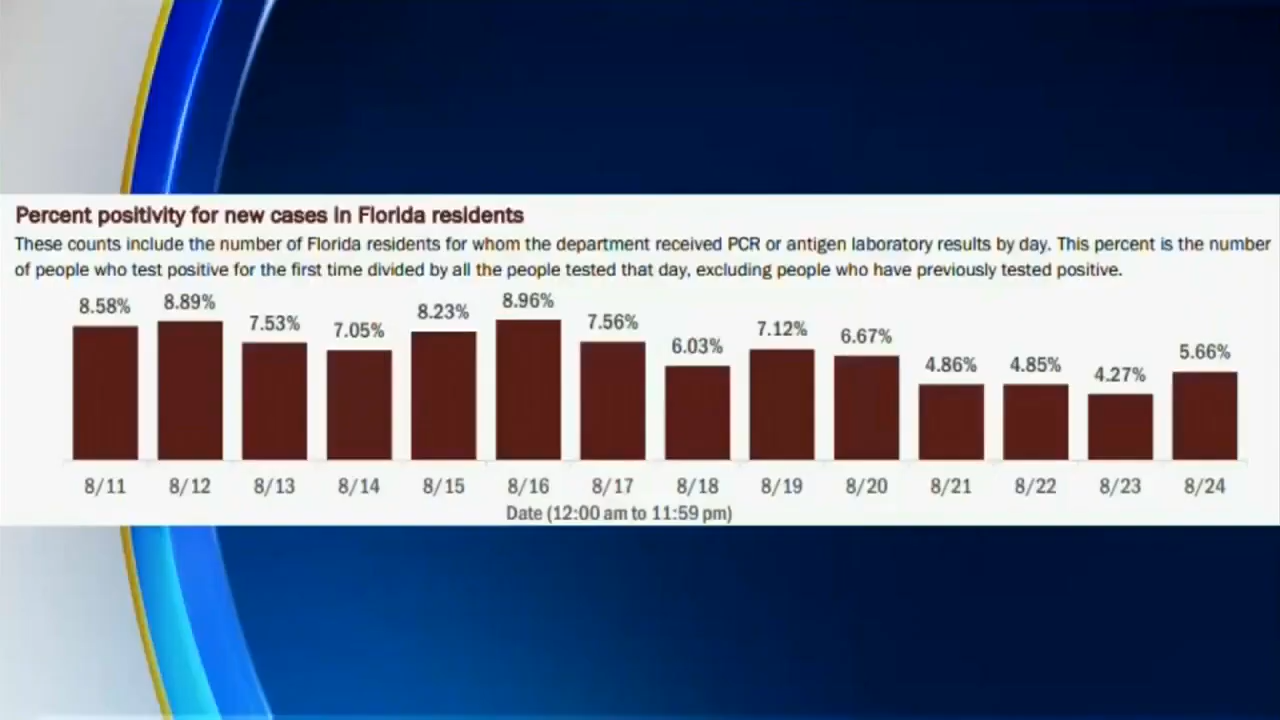 Percent positivity for new cases in Florida residents
These counts include the number of Florida residents for whom the department received PCR or antigen laboratory results by day. This percent is the number
of people who test positive for the first time divided by all the people tested that day, excluding people who have previously tested positive.
8.58% 8.89% 7.53% 7.05% 8.23% 8.96% 7.56% 6.03% 7.12% 6.67% 4.86% 4.85% 4.27% 5.66%
8/11 8/12 8/13 8/14 8/15 8/16 8/17 8/18 8/19 8/20 8/21 8/22 8/23 8/24
Date (12:00 am to 11:59 pm)